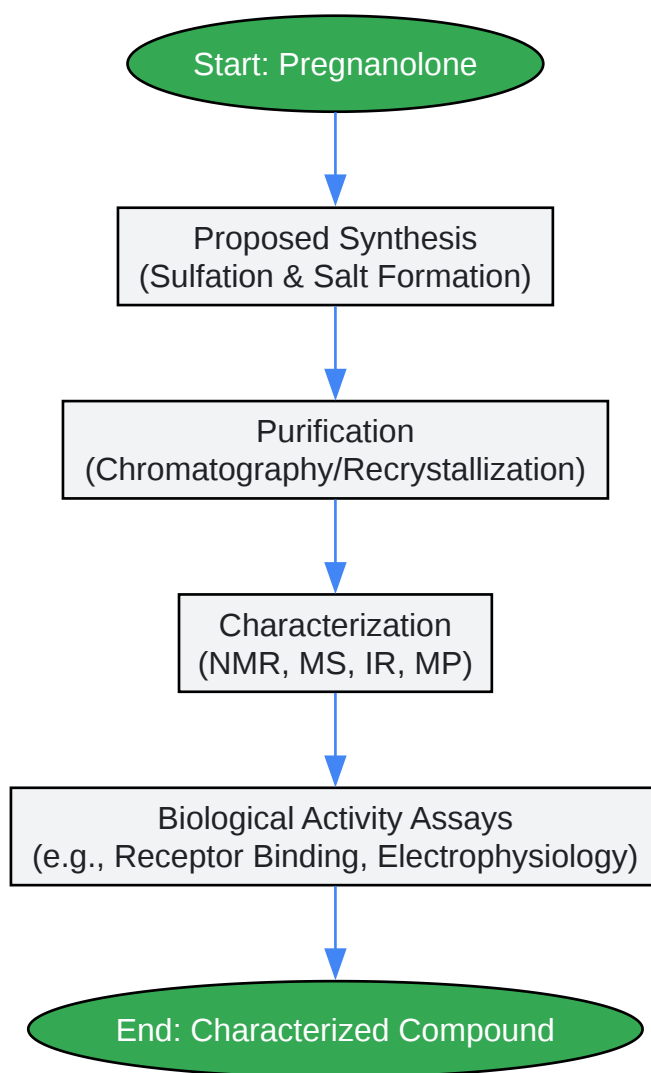 Start: Pregnanolone
Proposed Synthesis
(Sulfation & Salt Formation)
Purification
(Chromatography/Recrystallization)
Characterization
(NMR, MS, IR, MP)
Biological Activity Assays
(e.g., Receptor Binding, Electrophysiology)
End: Characterized Compound